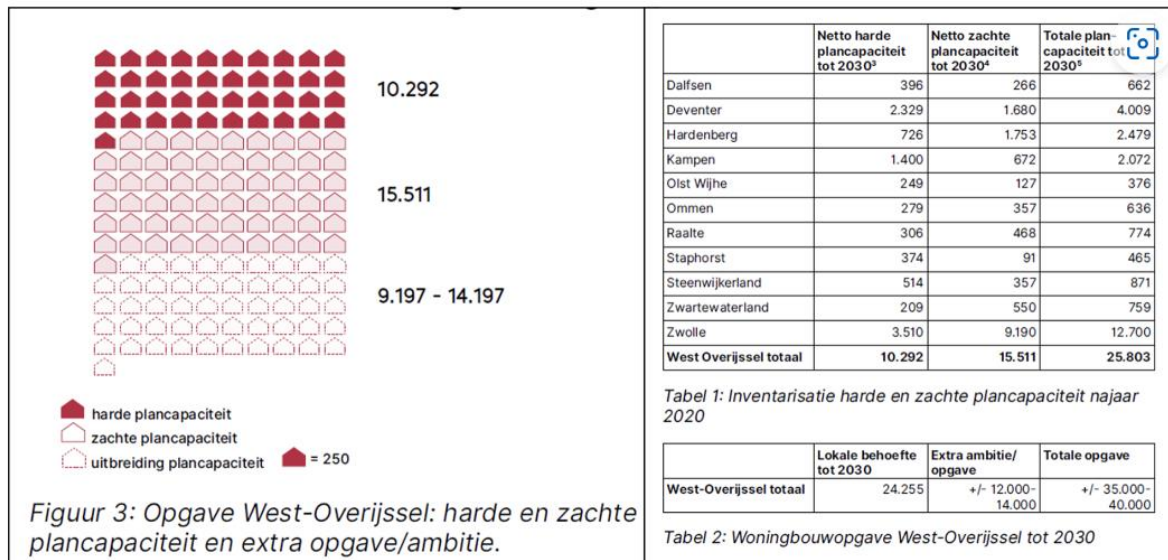 10.292
15.511
9.197 - 14.197
harde plancapaciteit
zachte plancapaciteit
uitbreiding plancapaciteit = 250
Figuur 3: Opgave West-Overijssel: harde en zachte
plancapaciteit en extra opgave/ambitie.
Netto harde plancapaciteit tot 2030³ Netto zachte plancapaciteit tot 2030⁴ Totale plan-capaciteit tot 2030⁵
Dalfsen 396 266 662
Deventer 2.329 1.680 4.009
Hardenberg 726 1.753 2.479
Kampen 1.400 672 2.072
Olst Wijhe 249 127 376
Ommen 279 357 636
Raalte 306 468 774
Staphorst 374 91 465
Steenwijkerland 514 357 871
Zwartewaterland 209 550 759
Zwolle 3.510 9.190 12.700
West Overijssel totaal 10.292 15.511 25.803
Tabel 1: Inventarisatie harde en zachte plancapaciteit najaar
2020
Lokale behoefte tot 2030 Extra ambitie/ opgave Totale opgave
West-Overijssel totaal 24.255 +/- 12.000-14.000 +/- 35.000-40.000
Tabel 2: Woningbouwopgave West-Overijssel tot 2030